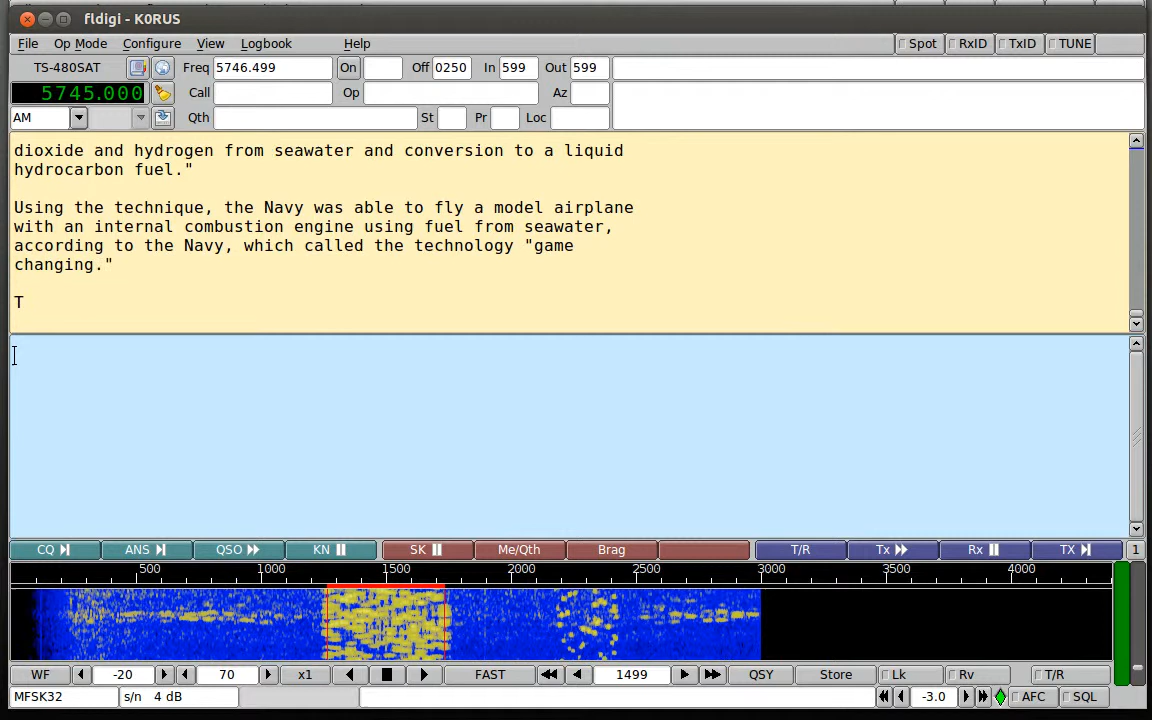 fldigi - K0RUS
File Op Mode Configure View Logbook Help Spot RxID TxID TUNE
TS-480SAT Freq 5746.499 On Off 0250 In 599 Out 599
5745.000 Call Op Az
AM Qth St Pr Loc
dioxide and hydrogen from seawater and conversion to a liquid
hydrocarbon fuel."
Using the technique, the Navy was able to fly a model airplane
with an internal combustion engine using fuel from seawater,
according to the Navy, which called the technology "game
changing."
T
CQ ANS QSO KN SK Me/Qth Brag T/R Tx Rx TX 1
500 1000 1500 2000 2500 3000 3500 4000
WF -20 70 x1 FAST 1499 QSY Store Lk Rv T/R
MFSK32 s/n 4 dB -3.0 AFC SQL